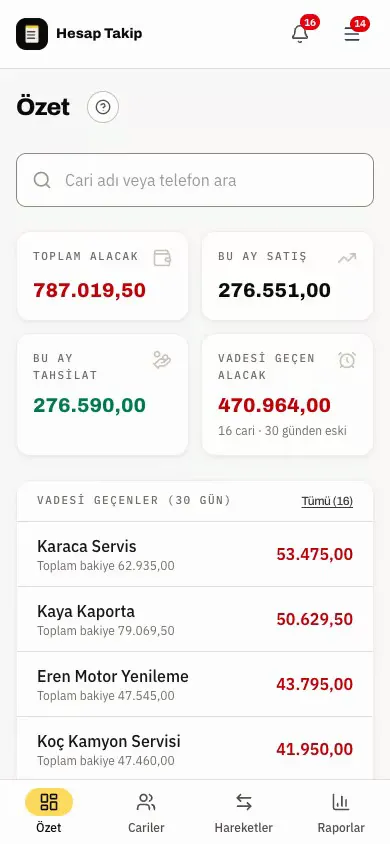 Hesap Takip
16
14
Özet
Cari adı veya telefon ara
TOPLAM ALACAK
787.019,50
BU AY SATIŞ
276.551,00
BU AY
TAHSİLAT
276.590,00
VADESİ GEÇEN
ALACAK
470.964,00
16 cari · 30 günden eski
VADESİ GEÇENLER (30 GÜN)
Tümü (16)
Karaca Servis
53.475,00
Toplam bakiye 62.935,00
Kaya Kaporta
50.629,50
Toplam bakiye 79.069,50
Eren Motor Yenileme
43.795,00
Toplam bakiye 47.545,00
Koç Kamyon Servisi
41.950,00
Toplam bakiye 47.460,00
Özet
Cariler
Hareketler
Raporlar